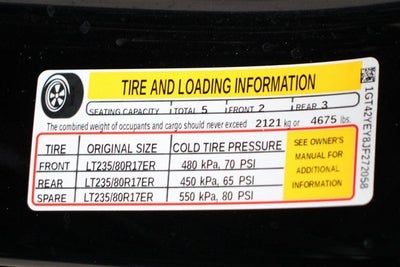 TIRE AND LOADING INFORMATION
SEATING CAPACITY TOTAL 5 FRONT 2 REAR 3
The combined weight of occupants and cargo should never exceed 2121 kg or 4675 lbs.
TIRE ORIGINAL SIZE COLD TIRE PRESSURE
FRONT LT235/80R17ER 480 kPa, 70 PSI
REAR LT235/80R17ER 450 kPa, 65 PSI
SPARE LT235/80R17ER 550 kPa, 80 PSI
SEE OWNER'S
MANUAL FOR
ADDITIONAL
INFORMATION
1GT42YEY8JF272058